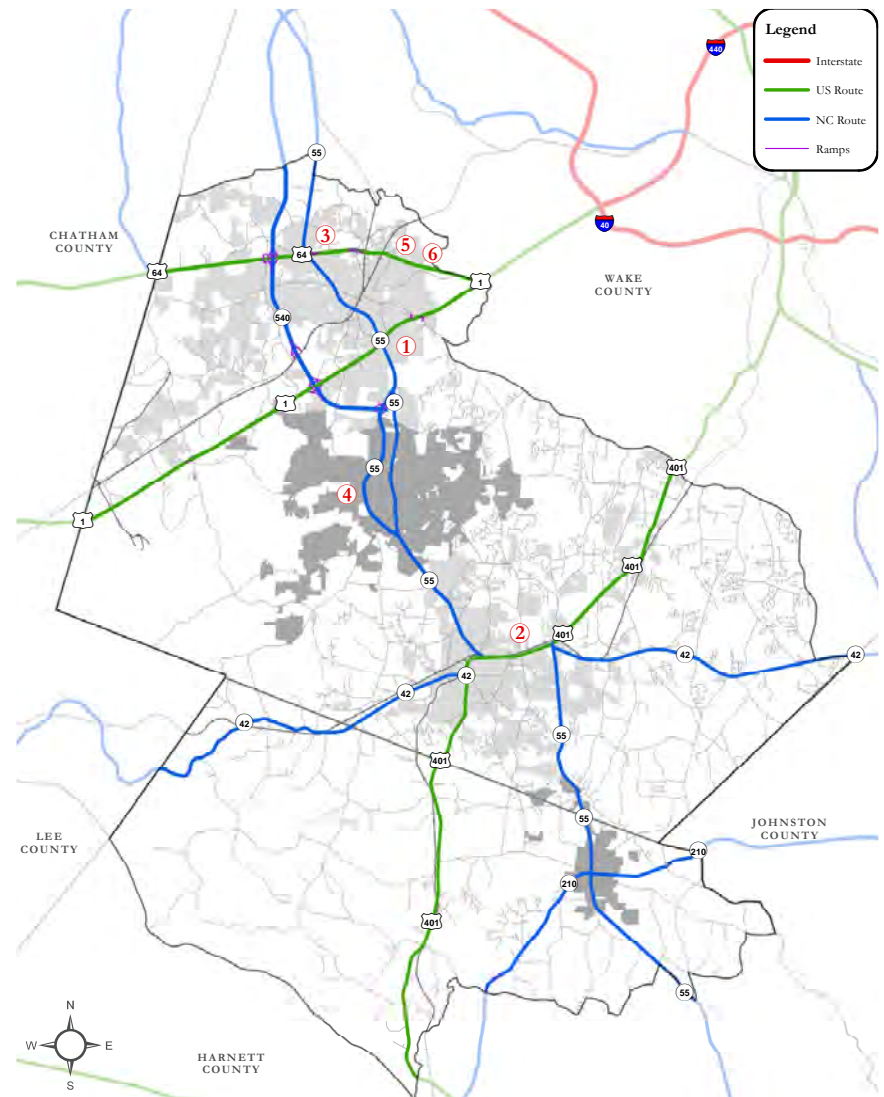 Legend
Interstate
US Route
NC Route
Ramps
440
40
55
CHATHAM
COUNTY
3
5
6
64
64
1
WAKE
COUNTY
540
55
1
1
55
401
55
4
1
55
401
2
401
42
42
42
42
42
55
401
LEE
COUNTY
55
JOHNSTON
COUNTY
210
210
401
55
N
W
E
S
HARNETT
COUNTY